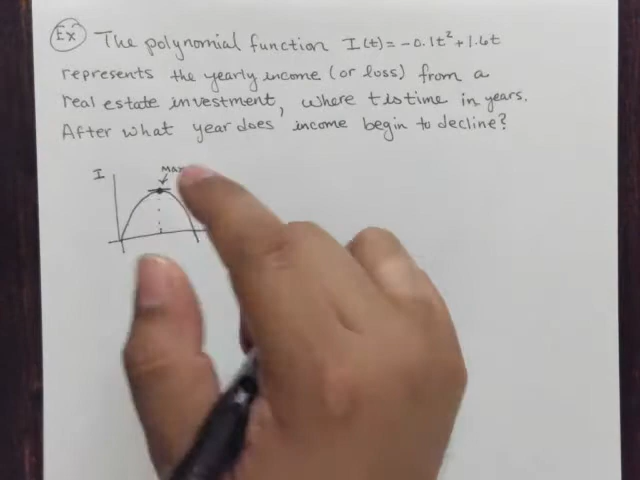 Ex The polynomial function I(t) = -0.1t² + 1.6t
represents the yearly income (or loss) from a
real estate investment, where t is time in years.
After what year does income begin to decline?
MAX
I